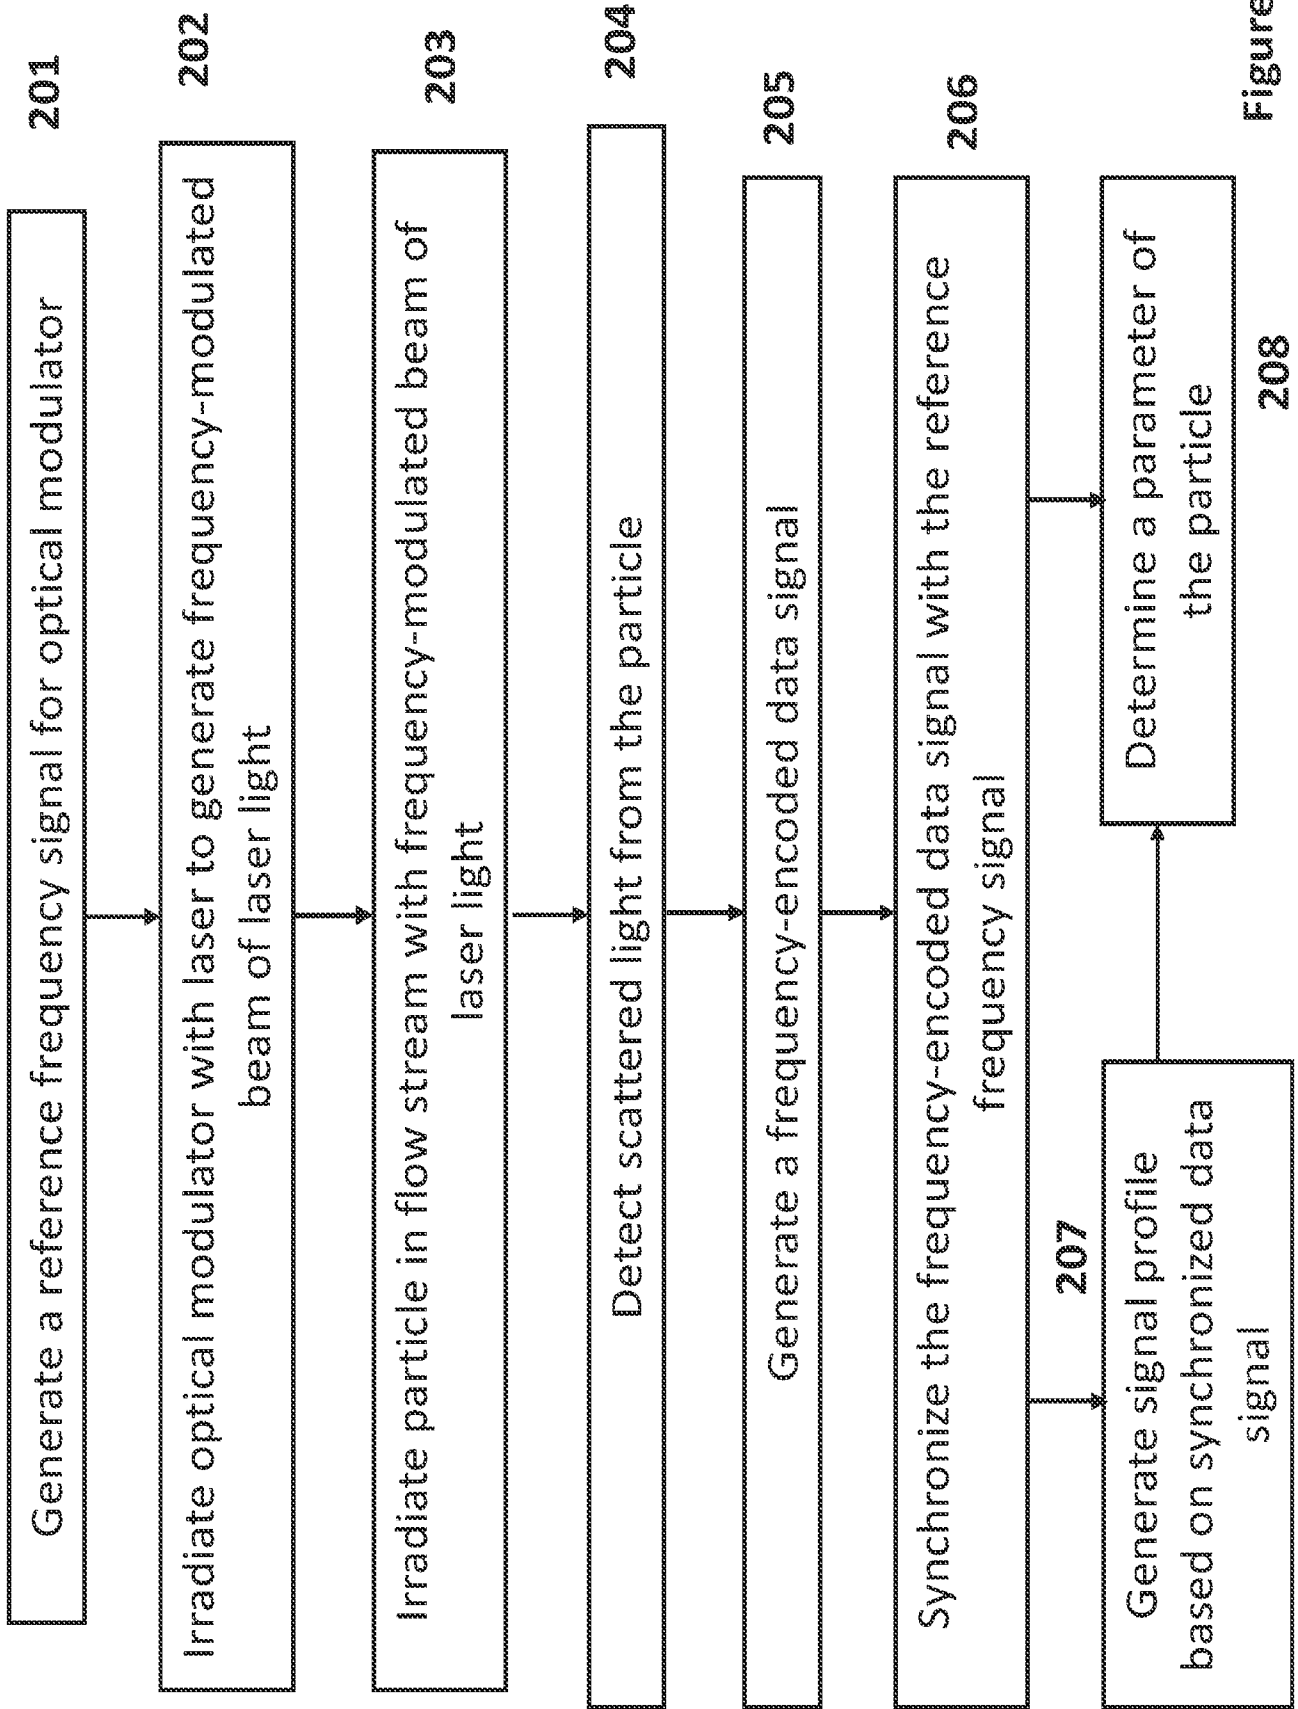 Generate a reference frequency signal for optical modulator
201
Irradiate optical modulator with laser to generate frequency-modulated
beam of laser light
202
Irradiate particle in flow stream with frequency-modulated beam of
laser light
203
Detect scattered light from the particle
204
Generate a frequency-encoded data signal
205
Synchronize the frequency-encoded data signal with the reference
frequency signal
206
207
Generate signal profile
based on synchronized data
signal
Determine a parameter of
the particle
208
Figure